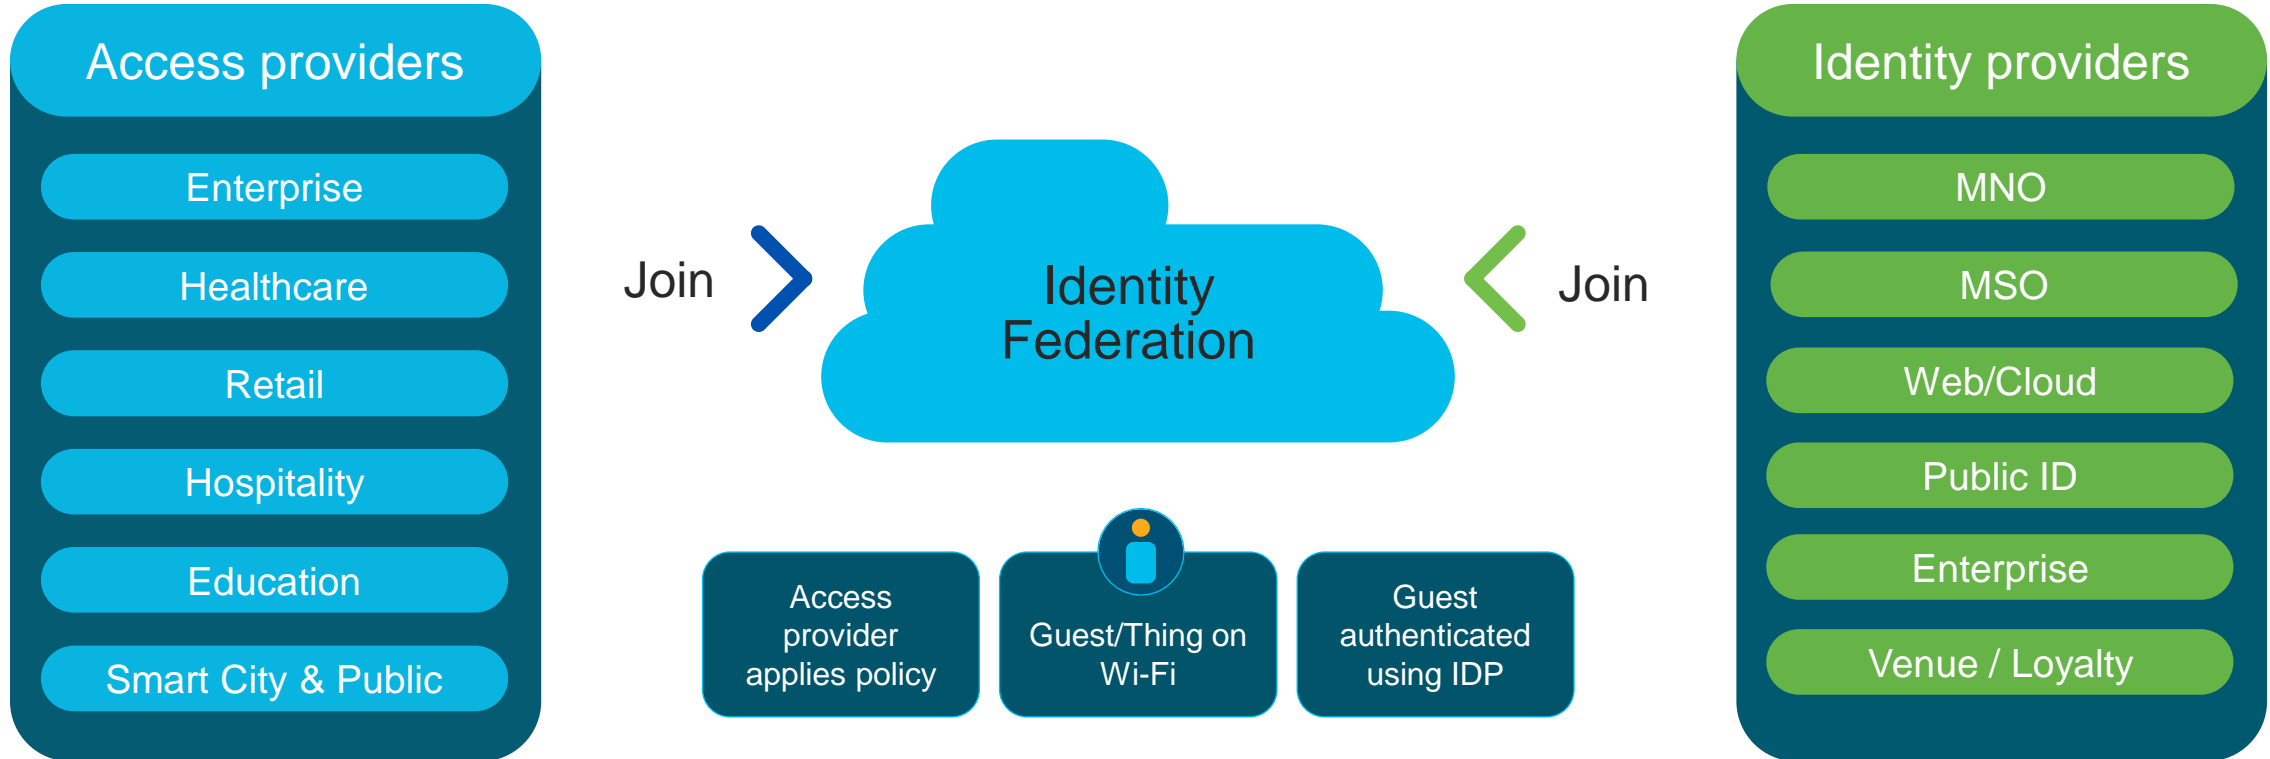 Access providers
Enterprise
Healthcare
Retail
Hospitality
Education
Smart City & Public
Join
Identity
Federation
Join
Access
provider
applies policy
Guest/Thing on
Wi-Fi
Guest
authenticated
using IDP
Identity providers
MNO
MSO
Web/Cloud
Public ID
Enterprise
Venue / Loyalty